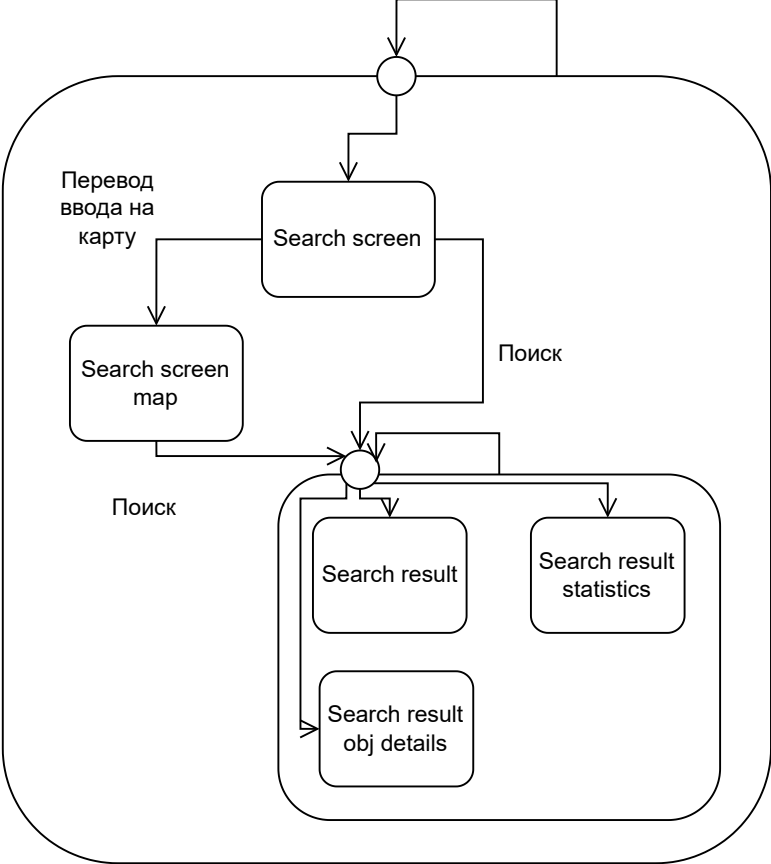 Перевод
ввода на
карту
Search screen
Search screen
map
Поиск
Поиск
Search result
Search result
statistics
Search result
obj details